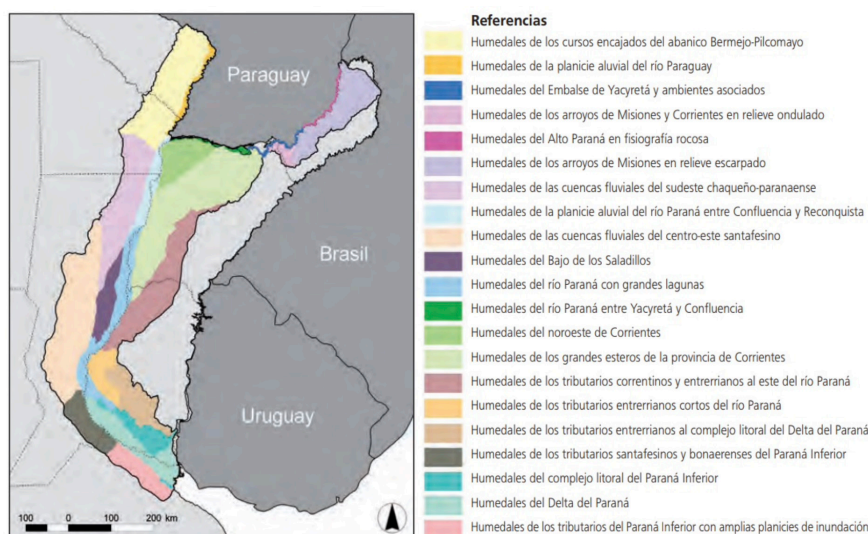 Paraguay
Brasil
Uruguay
100 0 100 200 km
Referencias
Humedales de los cursos encajados del abanico Bermejo-Pilcomayo
Humedales de la planicie aluvial del río Paraguay
Humedales del Embalse de Yacyretá y ambientes asociados
Humedales de los arroyos de Misiones y Corrientes en relieve ondulado
Humedales del Alto Paraná en fisiografía rocosa
Humedales de los arroyos de Misiones en relieve escarpado
Humedales de las cuencas fluviales del sudeste chaqueño-paranaense
Humedales de la planicie aluvial del río Paraná entre Confluencia y Reconquista
Humedales de las cuencas fluviales del centro-este santafesino
Humedales del Bajo de los Saladillos
Humedales del río Paraná con grandes lagunas
Humedales del río Paraná entre Yacyretá y Confluencia
Humedales del noroeste de Corrientes
Humedales de los grandes esteros de la provincia de Corrientes
Humedales de los tributarios correntinos y entrerrianos al este del río Paraná
Humedales de los tributarios entrerrianos cortos del río Paraná
Humedales de los tributarios entrerrianos al complejo litoral del Delta del Paraná
Humedales de los tributarios santafesinos y bonaerenses del Paraná Inferior
Humedales del complejo litoral del Paraná Inferior
Humedales del Delta del Paraná
Humedales de los tributarios del Paraná Inferior con amplias planicies de inundación